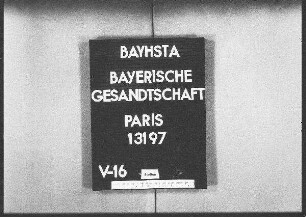 BAYHSTA
BAYERISCHE
GESANDTSCHAFT
PARIS
13197
V-16